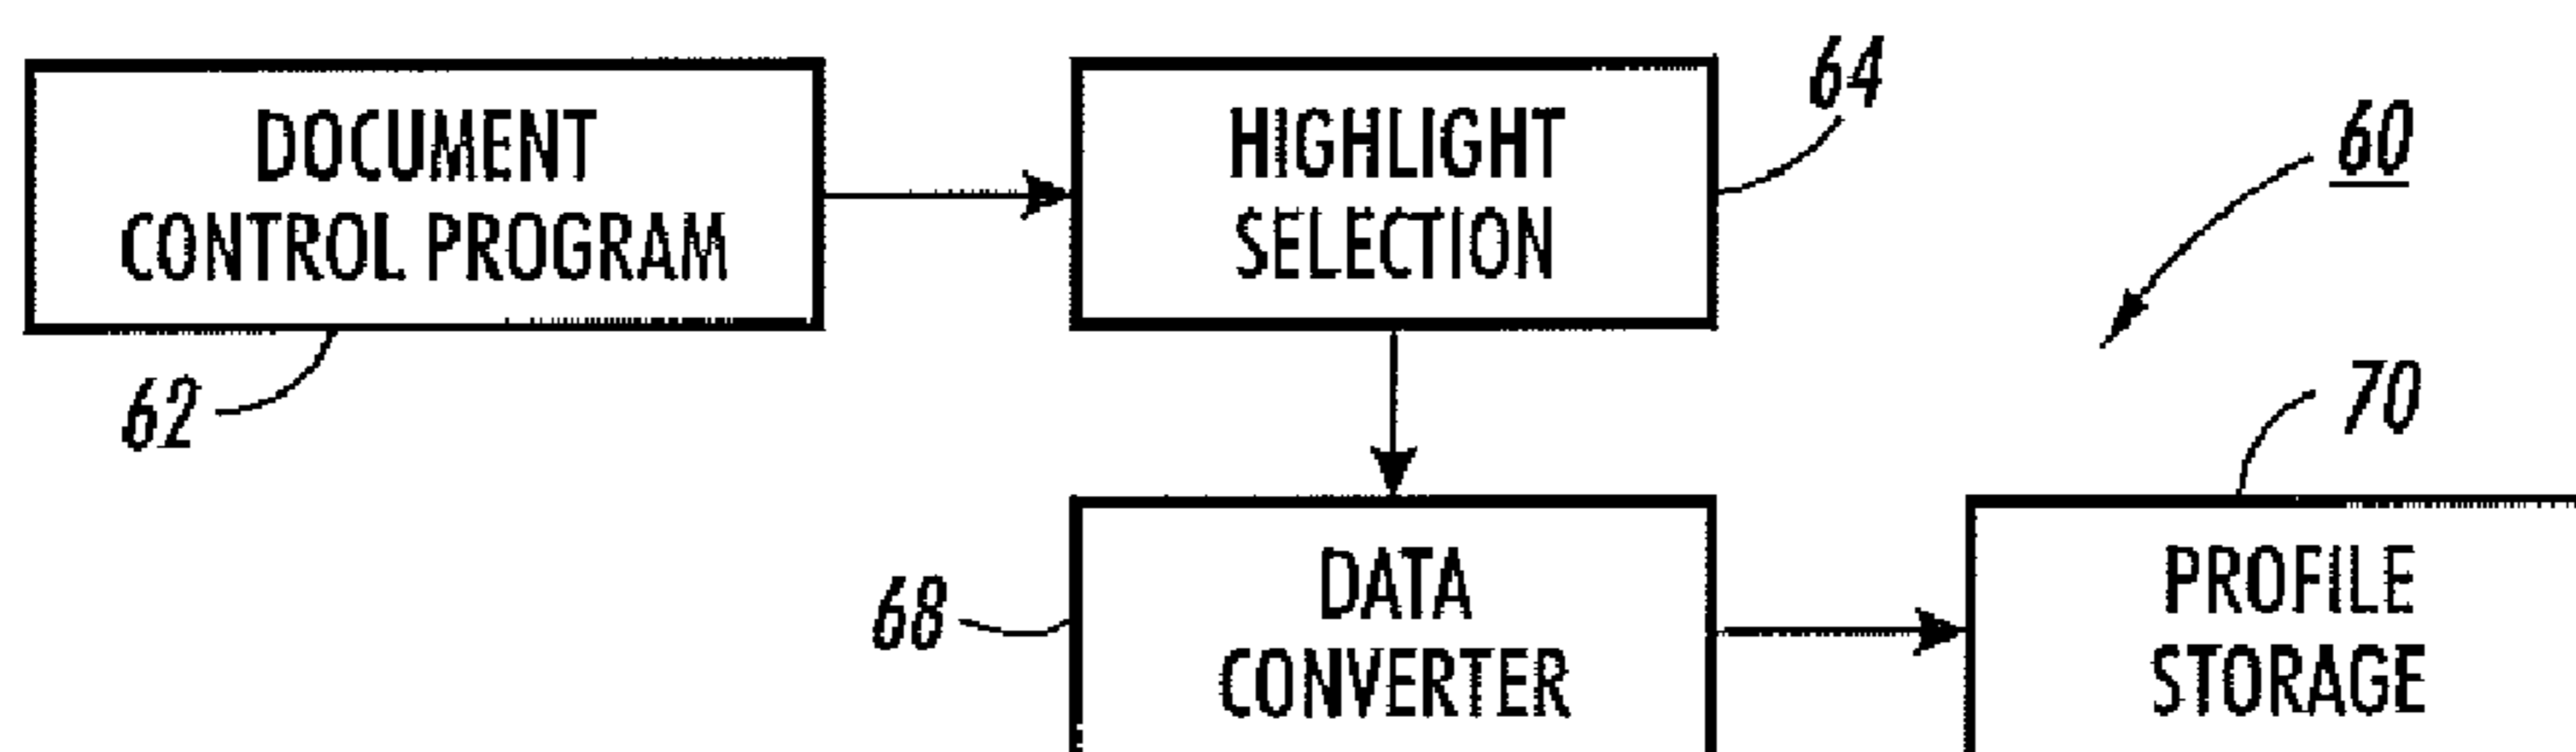 DOCUMENT
CONTROL PROGRAM
HIGHLIGHT
SELECTION
64
60
62
70
68
DATA
CONVERTER
PROFILE
STORAGE